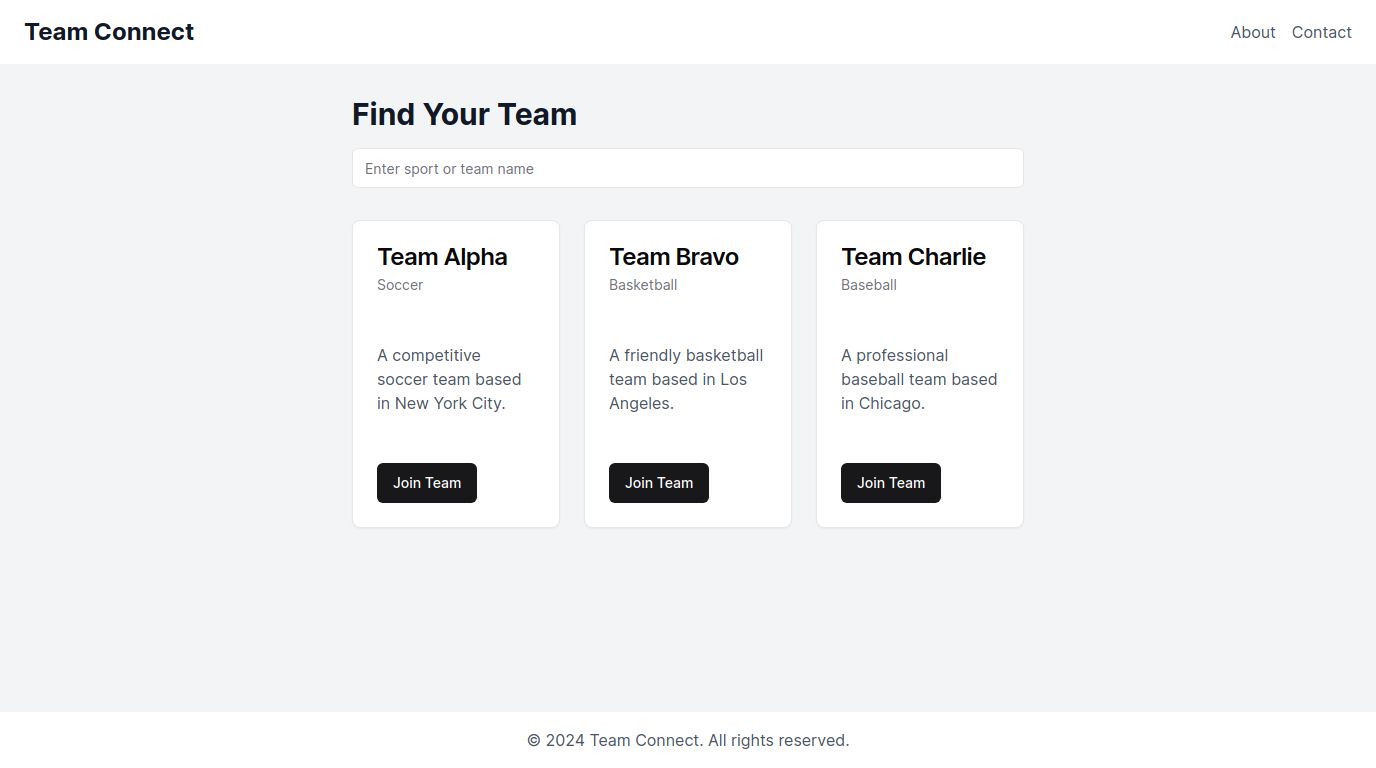 Team Connect
About Contact
Find Your Team
Enter sport or team name
Team Alpha
Soccer
A competitive
soccer team based
in New York City.
Join Team
Team Bravo
Basketball
A friendly basketball
team based in Los
Angeles.
Join Team
Team Charlie
Baseball
A professional
baseball team based
in Chicago.
Join Team
© 2024 Team Connect. All rights reserved.